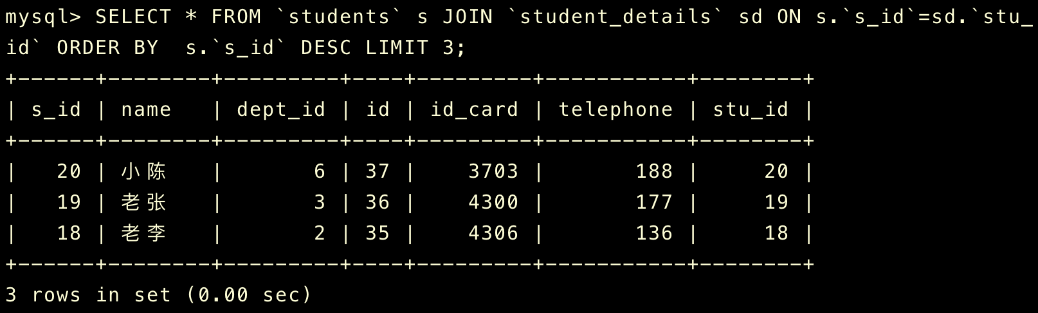 mysql> SELECT * FROM `students` s JOIN `student_details` sd ON s.`s_id`=sd.`stu_
id` ORDER BY  s.`s_id` DESC LIMIT 3;
+------+--------+---------+----+---------+-----------+--------+
| s_id | name   | dept_id | id | id_card | telephone | stu_id |
+------+--------+---------+----+---------+-----------+--------+
|   20 | 小陈   |       6 | 37 |    3703 |       188 |     20 |
|   19 | 老张   |       3 | 36 |    4300 |       177 |     19 |
|   18 | 老李   |       2 | 35 |    4306 |       136 |     18 |
+------+--------+---------+----+---------+-----------+--------+
3 rows in set (0.00 sec)